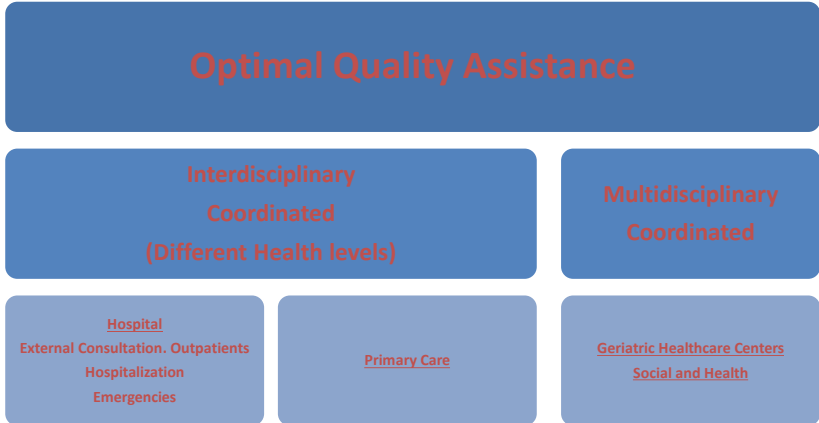 Optimal Quality Assistance
Interdisciplinary
Coordinated
(Different Health levels)
Multidisciplinary
Coordinated
Hospital
External Consultation. Outpatients
Hospitalization
Emergencies
Primary Care
Geriatric Healthcare Centers
Social and Health